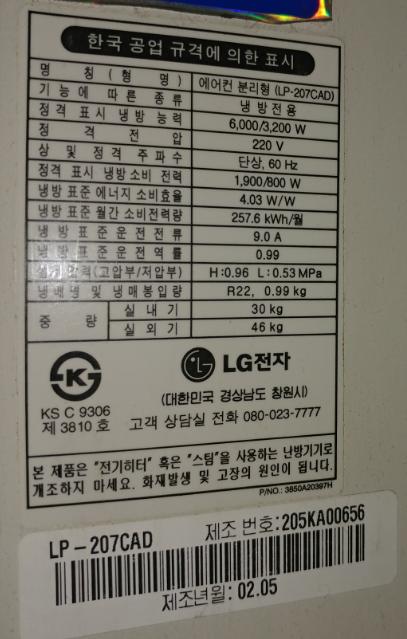 한국 공업 규격에 의한 표시
명 칭 (형 명) 에어컨 분리형 (LP-207CAD)
기능에 따른 종류 냉방전용
정격 표시 냉방 능력 6,000/3,200 W
정 격 전 압 220 V
상 및 정격 주파수 단상, 60 Hz
정격 표시 냉방소비 전력 1,900/800 W
냉방 표준에너지 소비효율 4.03 W/W
냉방표준 월간 소비전력량 257.6 kWh/월
냉 방 표 준 운 전 전 류 9.0 A
냉 방 표 준 운 전 역 률 0.99
압력(고압부/저압부) H:0.96 L:0.53 MPa
냉매명 및 냉매봉입량 R22, 0.99 kg
중 량 실 내 기 30 kg
실 외 기 46 kg
LG전자
(대한민국 경상남도 창원시)
KS C 9306
제 3810 호
고객 상담실 전화 080-023-7777
본 제품은 "전기히터" 혹은 "스팀"을 사용하는 난방기기로
개조하지 마세요. 화재발생 및 고장의 원인이 됩니다.
P/NO.: 3850A20397H
LP-207CAD 제조 번호:205KA00656
제조년월: 02.05